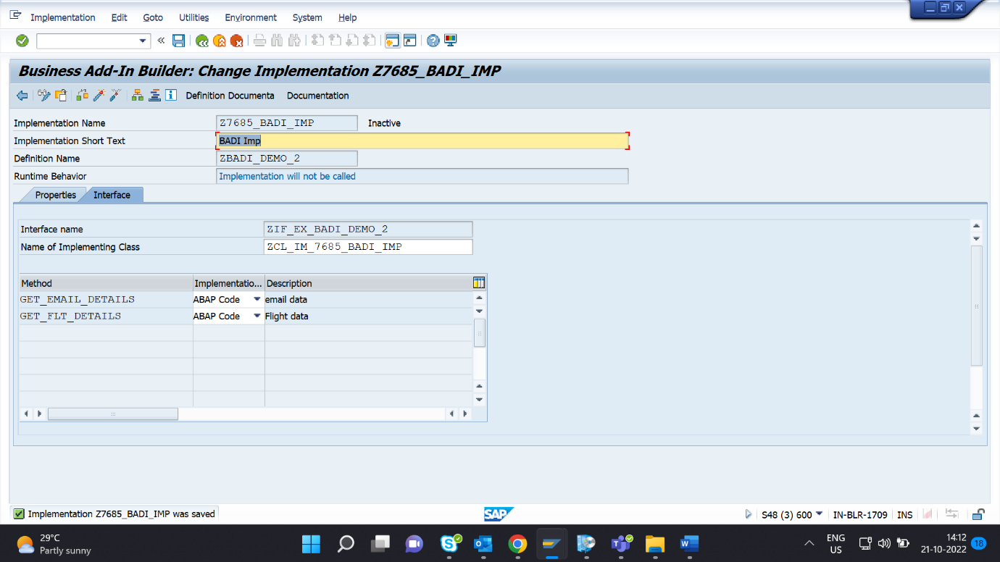 Implementation Edit Goto Utilities Environment System Help
Business Add-In Builder: Change Implementation Z7685_BADI_IMP
Definition Documenta Documentation
Implementation Name Z7685_BADI_IMP Inactive
Implementation Short Text BADI Imp
Definition Name ZBADI_DEMO_2
Runtime Behavior Implementation will not be called
Properties Interface
Interface name ZIF_EX_BADI_DEMO_2
Name of Implementing Class ZCL_IM_7685_BADI_IMP
Method Implementatio... Description
GET_EMAIL_DETAILS ABAP Code email data
GET_FLT_DETAILS ABAP Code Flight data
Implementation Z7685_BADI_IMP was saved SAP S48 (3) 600 IN-BLR-1709 INS
29°C
Partly sunny
ENG
US
14:12
21-10-2022
18